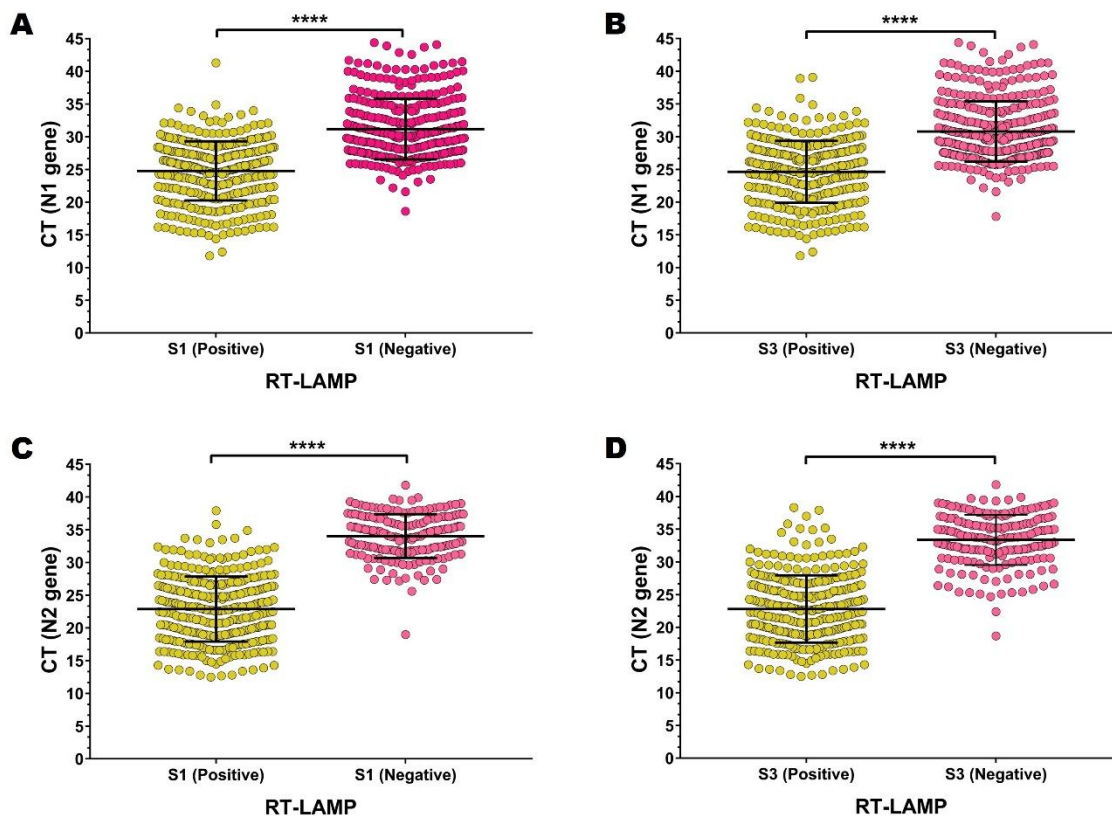 A
****
45
40
35
30
25
20
15
10
5
0
CT (N1 gene)
S1 (Positive) S1 (Negative)
RT-LAMP
B
****
45
40
35
30
25
20
15
10
5
0
CT (N1 gene)
S3 (Positive) S3 (Negative)
RT-LAMP
C
****
45
40
35
30
25
20
15
10
5
0
CT (N2 gene)
S1 (Positive) S1 (Negative)
RT-LAMP
D
****
45
40
35
30
25
20
15
10
5
0
CT (N2 gene)
S3 (Positive) S3 (Negative)
RT-LAMP